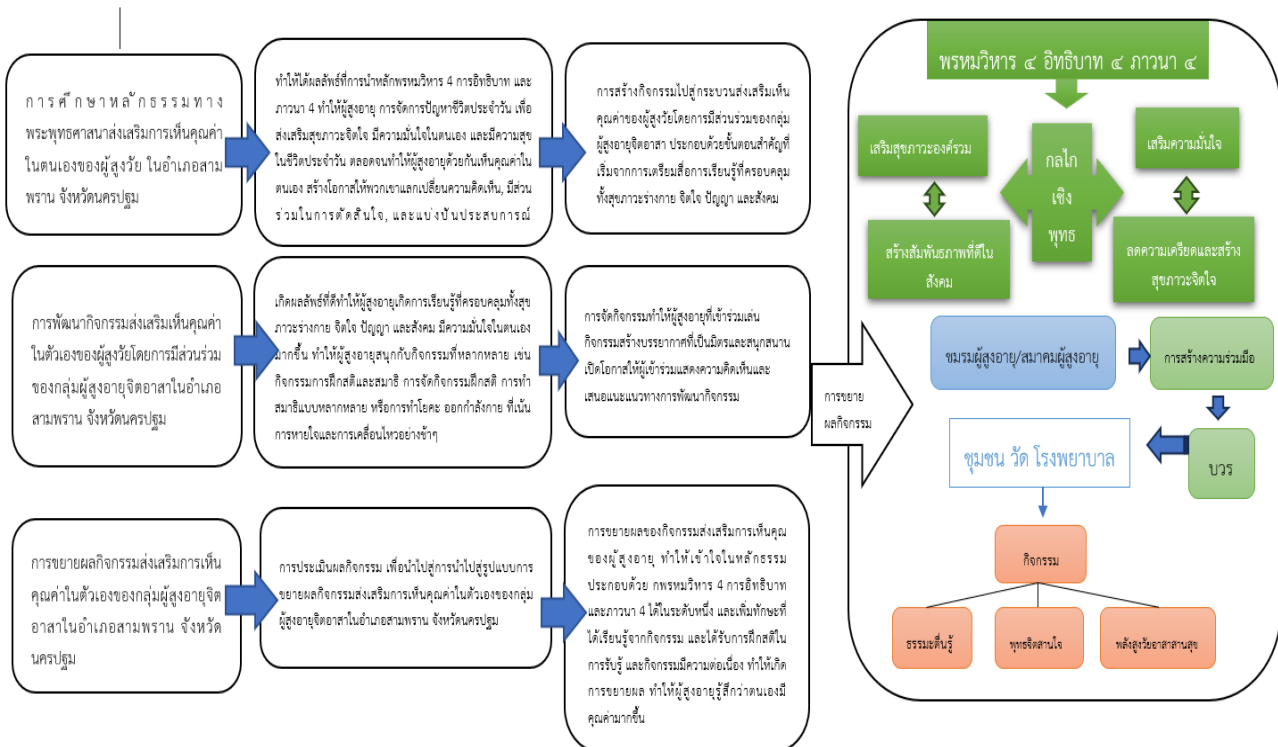 การศึกษาหลักธรรมทาง
พระพุทธศาสนาส่งเสริมการเห็นคุณค่า
ในตนเองของผู้สูงวัย ในอำเภอสาม
พราน จังหวัดนครปฐม
ทำให้ได้ผลลัพธ์ที่การนำหลักพรหมวิหาร 4 การอิทธิบาท และ
ภาวนา 4 ทำให้ผู้สูงอายุ การจัดการปัญหาชีวิตประจำวัน เพื่อ
ส่งเสริมสุขภาวะจิตใจ มีความมั่นใจในตนเอง และมีความสุข
ในชีวิตประจำวัน ตลอดจนทำให้ผู้สูงอายุด้วยกันเห็นคุณค่าใน
ตนเอง สร้างโอกาสให้พวกเขาแลกเปลี่ยนความคิดเห็น, มีส่วน
ร่วมในการตัดสินใจ, และแบ่งปันประสบการณ์
การสร้างกิจกรรมไปสู่กระบวนส่งเสริมเห็น
คุณค่าของผู้สูงวัยโดยการมีส่วนร่วมของกลุ่ม
ผู้สูงอายุจิตอาสา ประกอบด้วยขั้นตอนสำคัญที่
เริ่มจากการเตรียมสื่อการเรียนรู้ที่ครอบคลุม
ทั้งสุขภาวะร่างกาย จิตใจ ปัญญา และสังคม
การพัฒนากิจกรรมส่งเสริมเห็นคุณค่า
ในตัวเองของผู้สูงวัยโดยการมีส่วนร่วม
ของกลุ่มผู้สูงอายุจิตอาสาในอำเภอ
สามพราน จังหวัดนครปฐม
เกิดผลลัพธ์ที่ดีทำให้ผู้สูงอายุเกิดการเรียนรู้ที่ครอบคลุมทั้งสุข
ภาวะร่างกาย จิตใจ ปัญญา และสังคม มีความมั่นใจในตนเอง
มากขึ้น ทำให้ผู้สูงอายุสนุกกับกิจกรรมที่หลากหลาย เช่น
กิจกรรมการฝึกสติและสมาธิ การจัดกิจกรรมฝึกสติ การทำ
สมาธิแบบหลากหลาย หรือการทำโยคะ ออกกำลังกาย ที่เน้น
การหายใจและการเคลื่อนไหวอย่างช้าๆ
การจัดกิจกรรมทำให้ผู้สูงอายุที่เข้าร่วมเล่น
กิจกรรมสร้างบรรยากาศที่เป็นมิตรและสนุกสนาน
เปิดโอกาสให้ผู้เข้าร่วมแสดงความคิดเห็นและ
เสนอแนะแนวทางการพัฒนากิจกรรม
การขยายผลกิจกรรมส่งเสริมการเห็น
คุณค่าในตัวเองของกลุ่มผู้สูงอายุจิต
อาสาในอำเภอสามพราน จังหวัด
นครปฐม
การประเมินผลกิจกรรม เพื่อนำไปสู่การนำไปสู่รูปแบบการ
ขยายผลกิจกรรมส่งเสริมการเห็นคุณค่าในตัวเองของกลุ่ม
ผู้สูงอายุจิตอาสาในอำเภอสามพราน จังหวัดนครปฐม
การขยายผลของกิจกรรมส่งเสริมการเห็นคุณ
ของผู้สูงอายุ ทำให้เข้าใจในหลักธรรม
ประกอบด้วย กพรหมวิหาร 4 การอิทธิบาท
และภาวนา 4 ได้ในระดับหนึ่ง และเพิ่มทักษะที่
ได้เรียนรู้จากกิจกรรม และได้รับการฝึกสติใน
การรับรู้ และกิจกรรมมีความต่อเนื่อง ทำให้เกิด
การขยายผล ทำให้ผู้สูงอายุรู้สึกว่าตนเองมี
คุณค่ามากขึ้น
การขยาย
ผลกิจกรรม
พรหมวิหาร ๔ อิทธิบาท ๔ ภาวนา ๔
เสริมสุขภาวะองค์รวม
เสริมความมั่นใจ
กลไก
เชิง
พุทธ
สร้างสัมพันธภาพที่ดีใน
สังคม
ลดความเครียดและสร้าง
สุขภาวะจิตใจ
ชมรมผู้สูงอายุ/สมาคมผู้สูงอายุ
การสร้างความร่วมมือ
ชุมชน วัด โรงพยาบาล
บวร
กิจกรรม
ธรรมะตื่นรู้
พุทธจิตสานใจ
พลังสูงวัยอาสาสานสุข